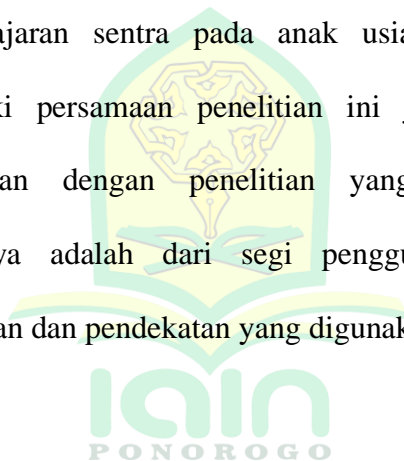 ajaran sentra pada anak usia
ki persamaan penelitian ini
an dengan penelitian yang
ya adalah dari segi penggu
an dan pendekatan yang digunak
iain
PONOROGO